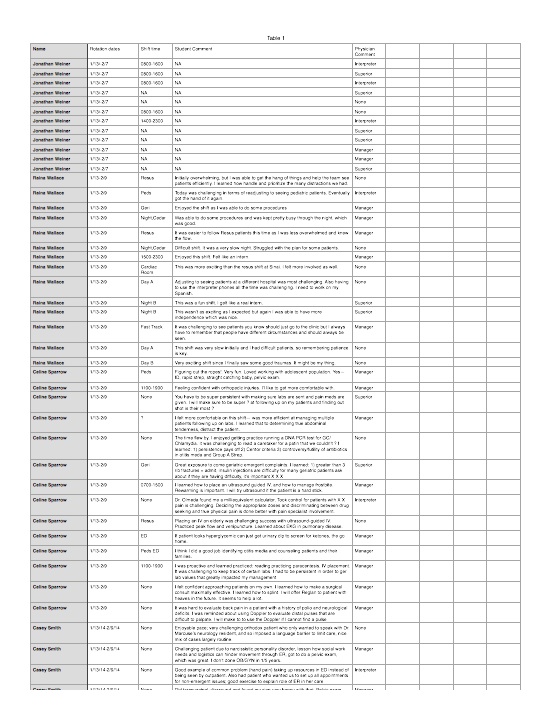 Table 1
Name Rotation dates Shift time Student Comment Physician
Comment
Jonathan Weiner 1/13-2/7 0800-1600 NA Interpreter
Jonathan Weiner 1/13-2/7 0800-1600 NA Superior
Jonathan Weiner 1/13-2/7 0800-1600 NA Interpreter
Jonathan Weiner 1/13-2/7 NA NA Superior
Jonathan Weiner 1/13-2/7 NA NA None
Jonathan Weiner 1/13-2/7 0800-1600 NA None
Jonathan Weiner 1/13-2/7 1400-2300 NA Interpreter
Jonathan Weiner 1/13-2/7 NA NA Superior
Jonathan Weiner 1/13-2/7 NA NA Superior
Jonathan Weiner 1/13-2/7 NA NA Manager
Jonathan Weiner 1/13-2/7 NA NA Manager
Jonathan Weiner 1/13-2/7 NA NA Superior
Raina Wallace 1/13-2/9 Resus Initially overwhelming, but I was able to get the hang of things and help the team see None
patients efficiently. I learned flow handle and prioritize the many distractions we had.
Raina Wallace 1/13-2/9 Peds Today was challenging in terms of readjusting to seeing pediatric patients. Eventually Interpreter
got the hand of it again.
Raina Wallace 1/13-2/9 Geri Enjoyed the shift as I was able to do some procedures. Manager
Raina Wallace 1/13-2/9 Night,Cedar Was able to do some procedures and was kept pretty busy through the night, which Manager
was good.
Raina Wallace 1/13-2/9 Resus It was easier to follow Resus patients this time as I was less overwhelmed and knew Manager
the flow.
Raina Wallace 1/13-2/9 Night,Cedar Difficult shift. It was a very slow night. Struggled with the plan for some patients. None
Raina Wallace 1/13-2/9 1500-2300 Enjoyed this shift. Felt like an intern. Manager
Raina Wallace 1/13-2/9 Cardiac This was more exciting than the resus shift at Sinai. I felt more involved as well. None
Room
Raina Wallace 1/13-2/9 Day A Adjusting to seeing patients at a different hospital was most challenging. Also having None
to use the interpreter phones all the time was challenging. I need to work on my
Spanish.
Raina Wallace 1/13-2/9 Night B This was a fun shift. I felt like a real intern. Superior
Raina Wallace 1/13-2/9 Night B This wasn't as exciting as I expected but again I was able to have more Superior
independence which was nice.
Raina Wallace 1/13-2/9 Fast Track It was challenging to see patients you know should just go to the clinic but I always Manager
have to remember that people have different circumstances and should always be
seen.
Raina Wallace 1/13-2/9 Day A This shift was very slow initially and I had difficult patients, so remembering patience None
is key.
Raina Wallace 1/13-2/9 Day B Very exciting shift since I finally saw some good traumas. It might be my thing. None
Celine Sparrow 1/13-2/9 Peds Figuring out the ropes! Very fun. Loved working with adolescent population. Yes -- Manager
IO, rapid strep, straight catching baby, pelvic exam.
Celine Sparrow 1/13-2/9 1100-1900 Feeling confident with orthopedic injuries. I'll like to get more comfortable with Manager
Celine Sparrow 1/13-2/9 None You have to be super persistent with making sure labs are sent and pain meds are Superior
given. I will make sure to be super ? at following up on my patients and finding out
shot is their most ?
Celine Sparrow 1/13-2/9 ? I felt more comfortable on this shift -- was more efficient at managing multiple Manager
patients following up on labs. I learned that to determining true abdominal
tenderness, distract the patient.
Celine Sparrow 1/13-2/9 None The time flew by. I enjoyed getting practice running a DNA PCR test for GC/ None
Chlamydia. It was challenging to read a caretaker for a patin that we couldn't ? I
learned: 1) persistence pays off 2) Center criteria 3) controversy/futility of antibiotics
in otitis media and Group A Strep
Celine Sparrow 1/13-2/9 Geri Great exposure to some geriatric emergent complaints. I learned: 1) greater than 3 Superior
rib fractures = admit. Insulin injections are difficulty for many geriatric patients ask
about if they are having difficulty. It's important X X X
Celine Sparrow 1/13-2/9 0700-1500 I learned how to place an ultrasound guided IV, and how to manage frostbite Manager
Rewarming is important. I will try ultrasound if the patient is a hard stick.
Celine Sparrow 1/13-2/9 None Dr. Olmeda found me a milliequivalent calculator. Took control for patients with X X Interpreter
pain is challenging. Deciding the appropriate doses and discriminating between drug
seeking and true physical pain is done better with pain specialist involvement.
Celine Sparrow 1/13-2/9 Resus Placing an IV on elderly was challenging success with ultrasound guided IV. None
Practiced peak flow and venipuncture. Learned about EKG in pulmonary disease.
Celine Sparrow 1/13-2/9 ED If patient looks hyperglycemic can just get urinary dip to screen for ketones, the go Manager
home.
Celine Sparrow 1/13-2/9 Peds ED I think I did a good job identifying otitis media and counseling patients and their Manager
families.
Celine Sparrow 1/13-2/9 1100-1900 I was proactive and learned practiced: reading practicing paracentesis, IV placement. Manager
It was challenging to keep track of certain labs. I had to be persistent in order to get
lab values that greatly impacted my management
Celine Sparrow 1/13-2/9 None I felt confident approaching patients on my own. I learned how to make a surgical Manager
consult maximally effective. I learned how to splint. I will offer Reglan to patient with
heaves in the future. It seems to help a lot.
Celine Sparrow 1/13-2/9 None It was hard to evaluate back pain in a patient with a history of polio and neurological Manager
deficits. I was reminded about using Doppler to evaluate distal pulses that are
difficult to palpate. I will make to to use the Doppler if I cannot find a pulse
Casey Smith 1/13/14-2/9/14 None Enjoyable pace; very challenging orthodox patient who only wanted to speak with Dr. None
Marcuse's neurology resident, and so imposed a language barrier to limit care; nice
mix of cases largely routine
Casey Smith 1/13/14-2/9/14 None Challenging patient due to narcissistic personality disorder, lesson how social work Manager
needs and logistics can hinder movement through ER; got to do a pelvic exam,
which was great. I don't done OB/GYN in 1.5 years.
Casey Smith 1/13/14-2/9/14 None Good example of common problem (hand pain) taking up resources in ED instead of Interpreter
being seen by outpatient. Also had patient who wanted us to set up all appointments
for non-emergent issues; good exercise to explain role of ER in her care